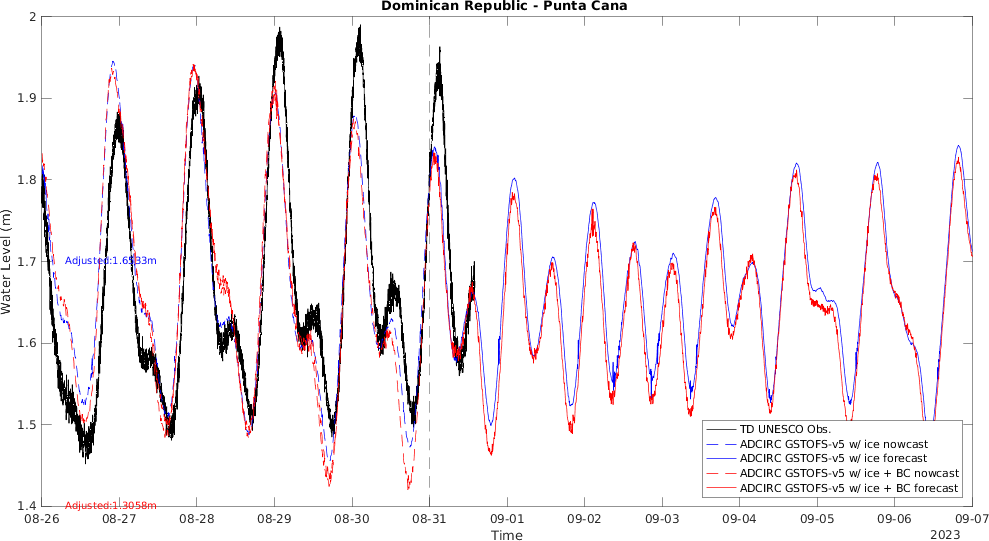 Dominican Republic - Punta Cana
2
1.9
1.8
1.7
1.6
1.5
1.4
Water Level (m)
Adjusted:1.6533m
Adjusted:1.3058m
TD UNESCO Obs.
ADCIRC GSTOFS-v5 w/ ice nowcast
ADCIRC GSTOFS-v5 w/ ice forecast
ADCIRC GSTOFS-v5 w/ ice + BC nowcast
ADCIRC GSTOFS-v5 w/ ice + BC forecast
08-26 08-27 08-28 08-29 08-30 08-31 09-01 09-02 09-03 09-04 09-05 09-06 09-07
Time
2023